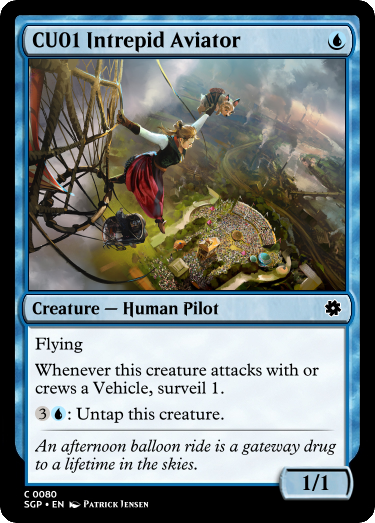 CU01 Intrepid Aviator
Creature — Human Pilot
Flying
Whenever this creature attacks with or
crews a Vehicle, surveil 1.
3: Untap this creature.
An afternoon balloon ride is a gateway drug
to a lifetime in the skies.
1/1
C 0080
SGP • EN Patrick Jensen